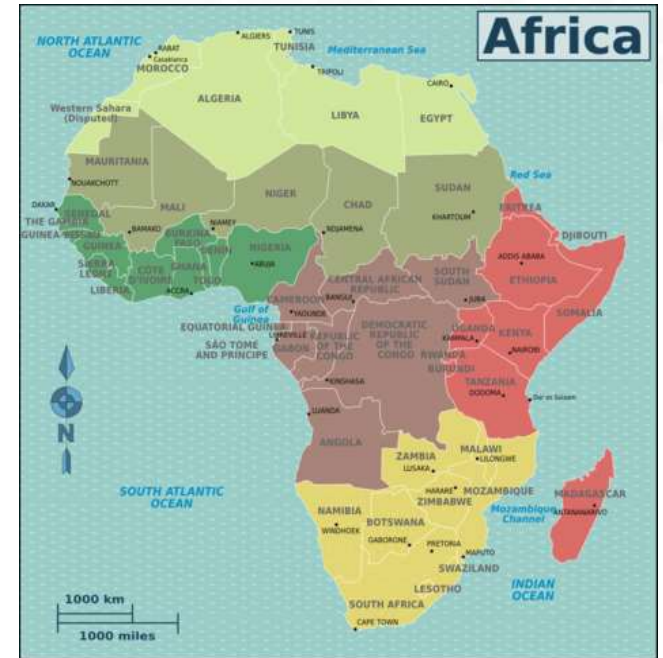 Africa
NORTH ATLANTIC
OCEAN
RABAT
Casablanca
MOROCCO
ALGIERS
TUNIS
TUNISIA
Mediterranean Sea
TRIPOLI
CAIRO
ALGERIA
LIBYA
EGYPT
Western Sahara
(Disputed)
MAURITANIA
NOUAKCHOTT
MALI
NIGER
CHAD
SUDAN
Red Sea
KHARTOUM
ERITREA
DAKAR
SENEGAL
THE GAMBIA
GUINEA-BISSAU
BAMAKO
BURKINA
FASO
NIAMEY
NDJAMENA
DJIBOUTI
GUINEA
BENIN
NIGERIA
ABUJA
ADDIS ABABA
ETHIOPIA
SIERRA
LEONE
CÔTE
D'IVOIRE
GHANA
TOGO
LIBERIA
ACCRA
CENTRAL AFRICAN
REPUBLIC
SOUTH
SUDAN
CAMEROON
BANGUI
JUBA
SOMALIA
Gulf of
Guinea
YAOUNDE
EQUATORIAL GUINEA
LIBREVILLE
SÃO TOME
AND PRINCIPE
GABON
REPUBLIC
OF THE
CONGO
DEMOCRATIC
REPUBLIC
OF THE
CONGO
UGANDA
KAMPALA
KENYA
NAIROBI
RWANDA
BURUNDI
TANZANIA
DODOMA
Dar es Salaam
KINSHASA
LUANDA
ANGOLA
ZAMBIA
LUSAKA
MALAWI
LILONGWE
HARARE
ZIMBABWE
MOZAMBIQUE
Mozambique
Channel
MADAGASCAR
ANTANANARIVO
N
SOUTH ATLANTIC
OCEAN
NAMIBIA
WINDHOEK
BOTSWANA
GABORONE
PRETORIA
MAPUTO
SWAZILAND
LESOTHO
SOUTH AFRICA
CAPE TOWN
INDIAN
OCEAN
1000 km
1000 miles